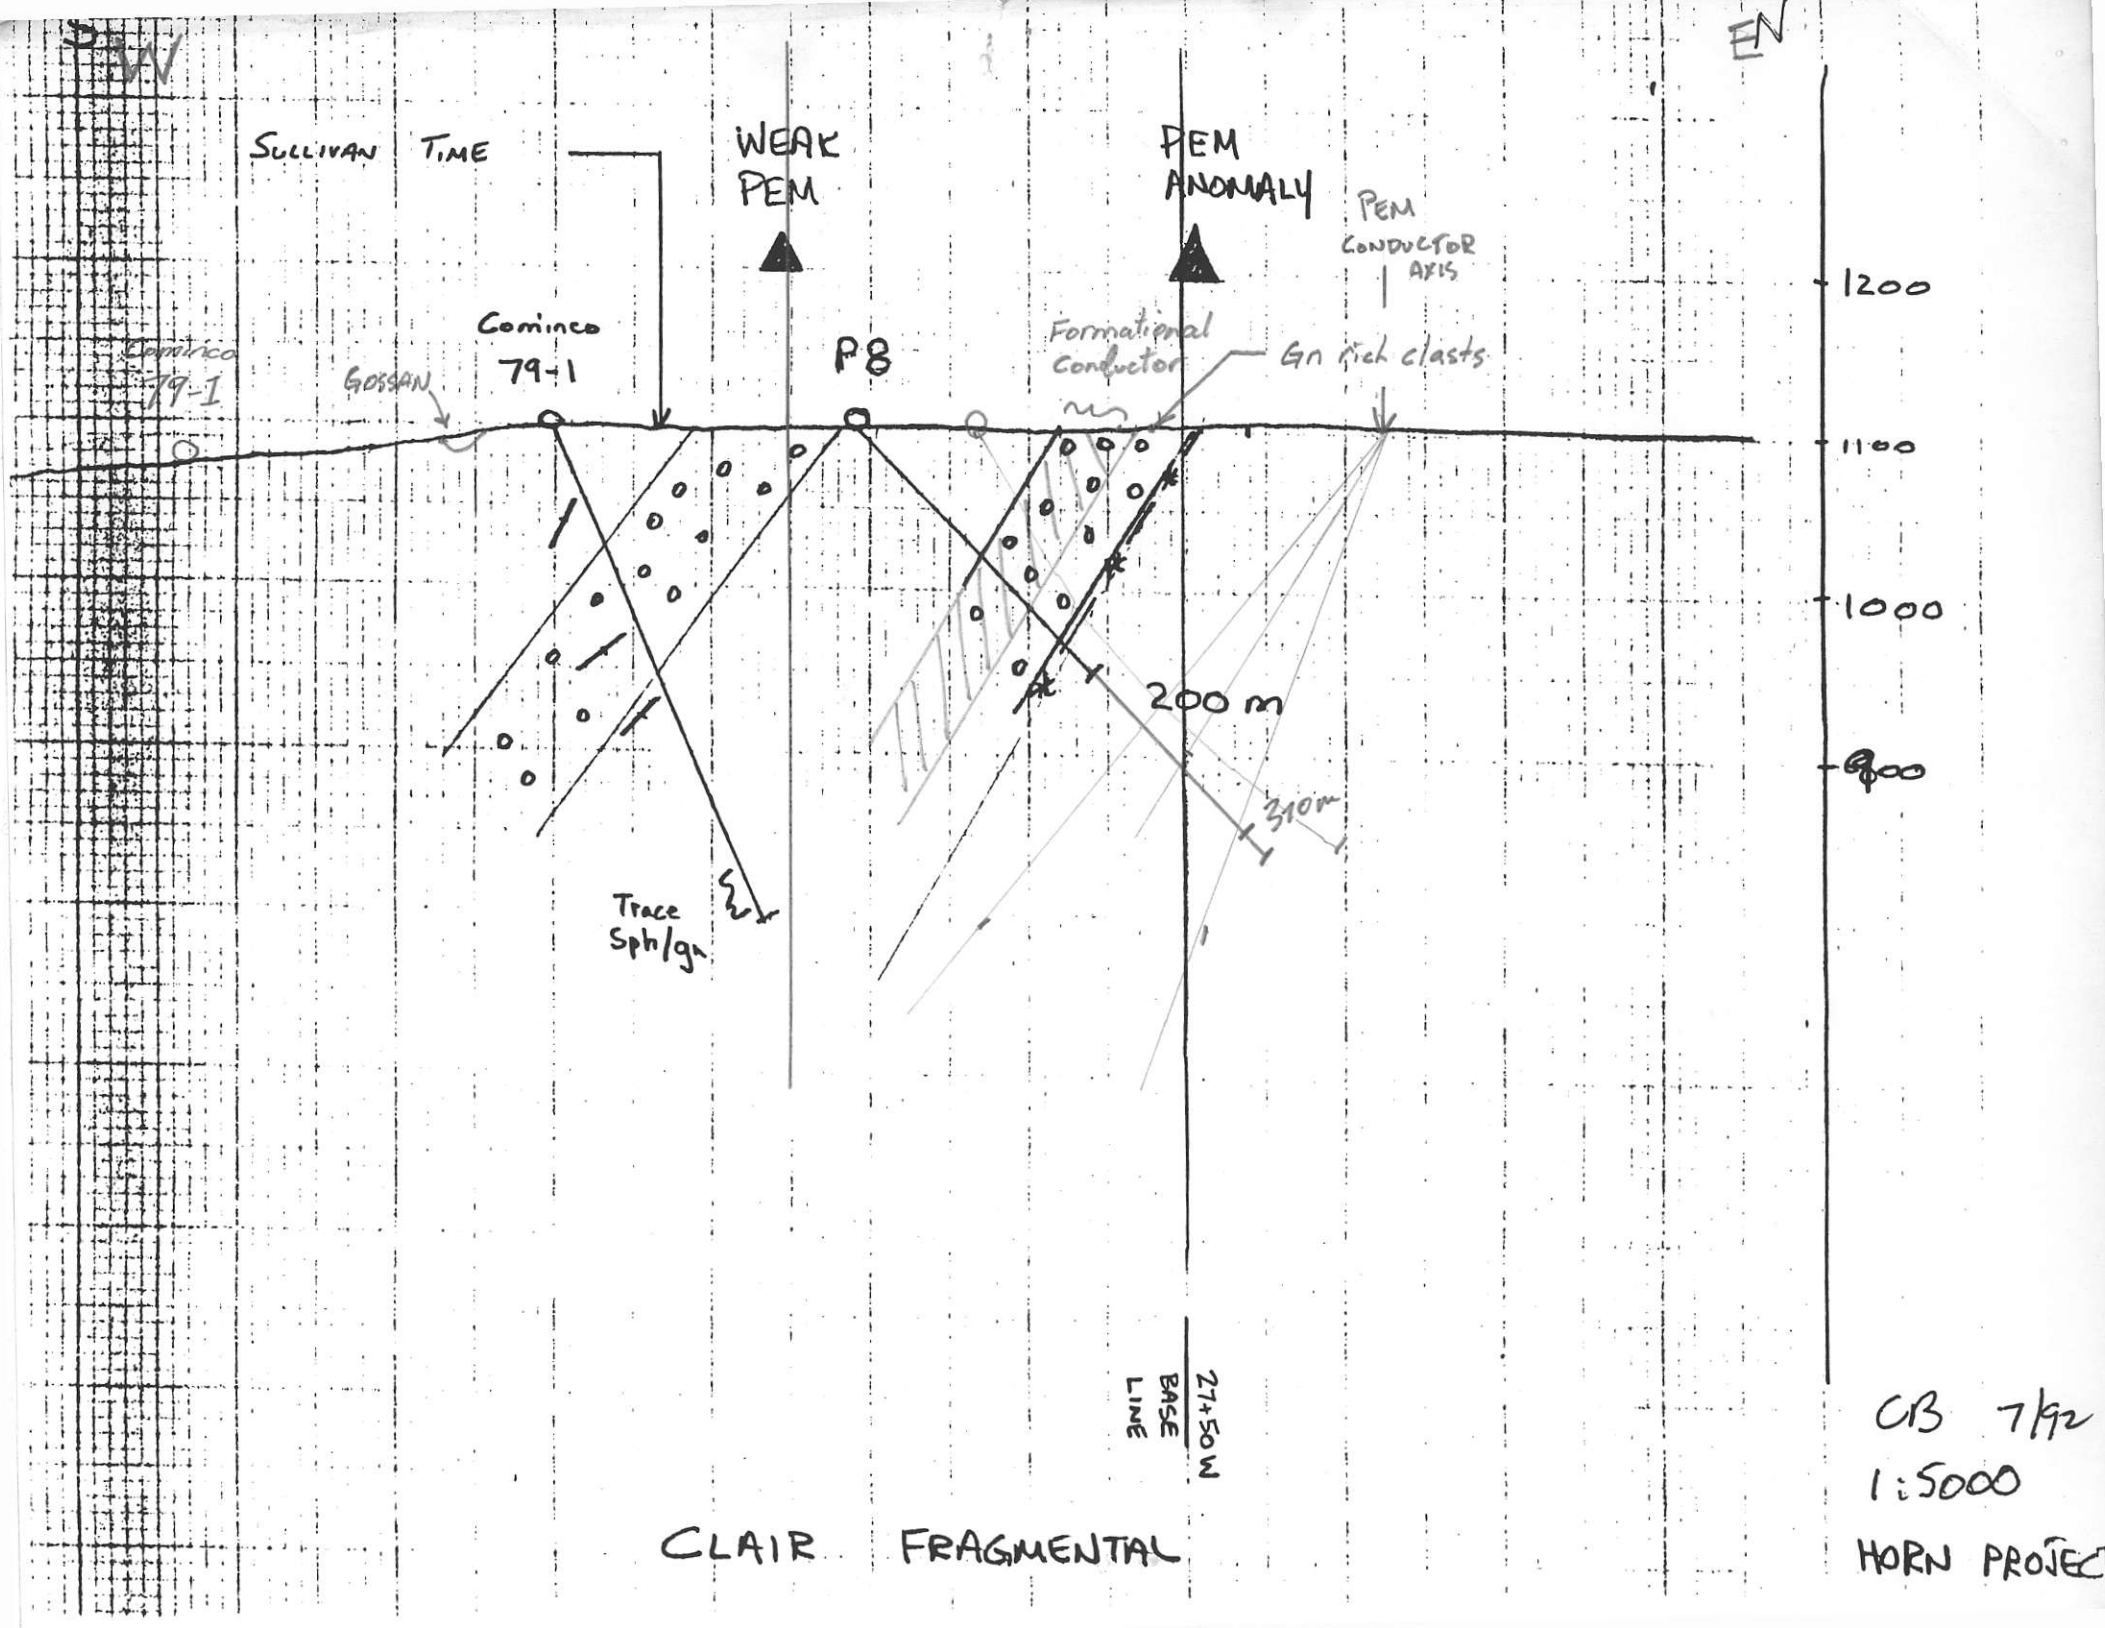 SW
EN
SULLIVAN TIME
WEAK
PEM
PEM
ANOMALY
PEM
CONDUCTOR
AXIS
1200
Cominco
79-1
Cominco
79-1
GOSSAN
P8
Formational
Conductor
Gn rich clasts
1100
1000
200 m
900
310m
Trace
Sph/gn
27+50W
BASE
LINE
CB 7/92
1:5000
CLAIR FRAGMENTAL
HORN PROJEC